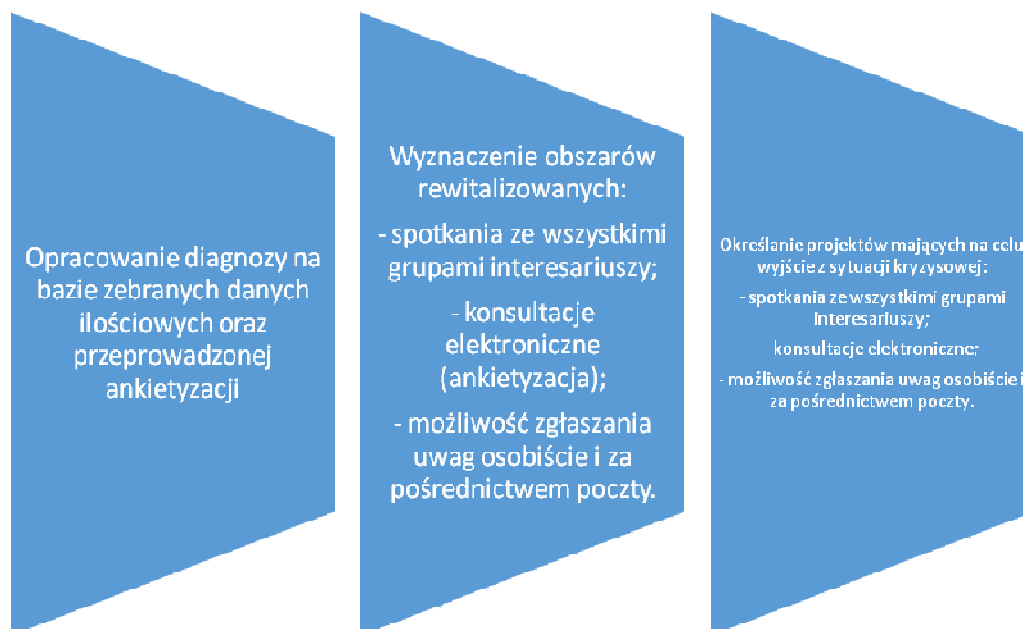 Opracowanie diagnozy na
bazie zebranych danych
ilościowych oraz
przeprowadzonej
ankietyzacji
Wyznaczenie obszarów
rewitalizowanych:
- spotkania ze wszystkimi
grupami interesariuszy;
- konsultacje
elektroniczne
(ankietyzacja);
- możliwość zgłaszania
uwag osobiście i za
pośrednictwem poczty.
Określanie projektów mających na celu
wyjście z sytuacji kryzysowej:
- spotkania ze wszystkimi grupami
interesariuszy;
konsultacje elektroniczne;
- możliwość zgłaszania uwag osobiście i
za pośrednictwem poczty.